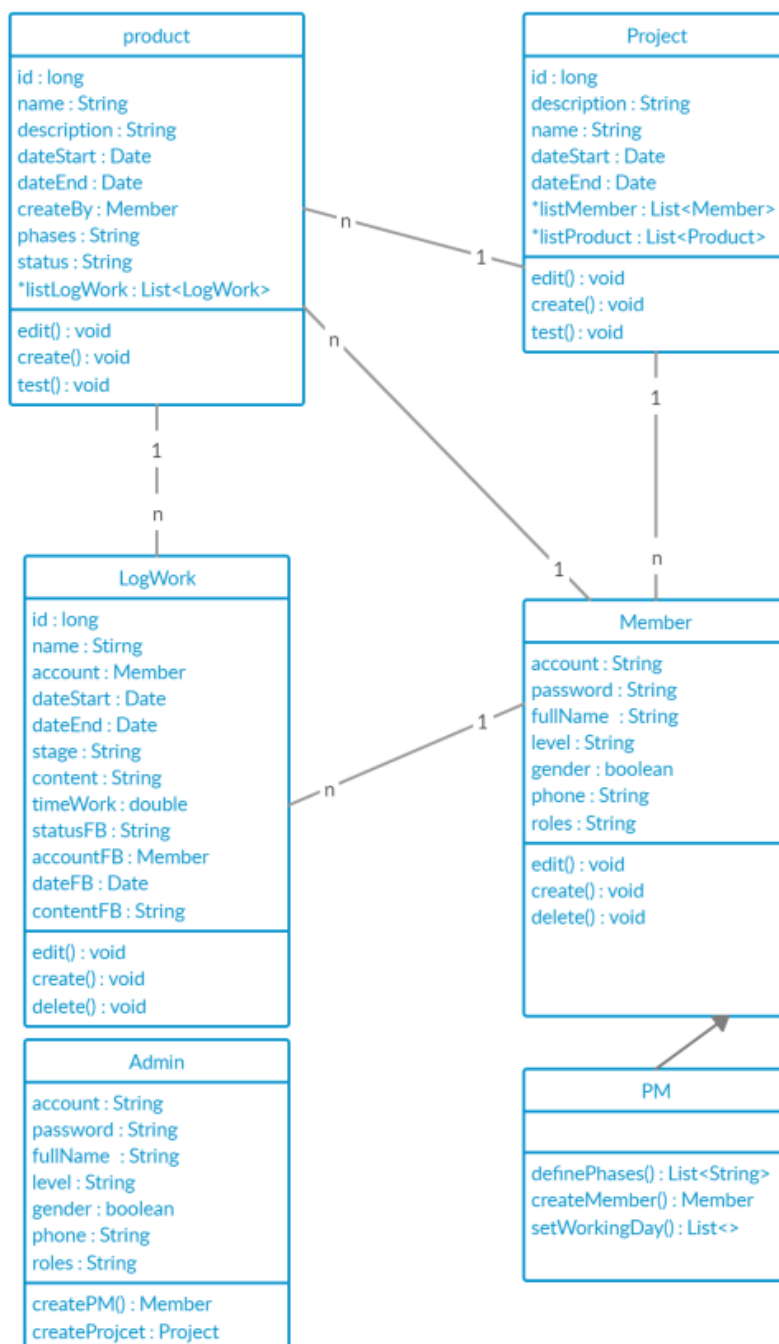 product
id : long
name : String
description : String
dateStart : Date
dateEnd : Date
createBy : Member
phases : String
status : String
*listLogWork : List<LogWork>
edit() : void
create() : void
test() : void
Project
id : long
description : String
name : String
dateStart : Date
dateEnd : Date
*listMember : List<Member>
*listProduct : List<Product>
edit() : void
create() : void
test() : void
n
1
n
1
1
n
1
n
LogWork
id : long
name : Stirng
account : Member
dateStart : Date
dateEnd : Date
stage : String
content : String
timeWork : double
statusFB : String
accountFB : Member
dateFB : Date
contentFB : String
edit() : void
create() : void
delete() : void
1
n
Member
account : String
password : String
fullName : String
level : String
gender : boolean
phone : String
roles : String
edit() : void
create() : void
delete() : void
Admin
account : String
password : String
fullName : String
level : String
gender : boolean
phone : String
roles : String
createPM() : Member
createProjcet : Project
PM
definePhases() : List<String>
createMember() : Member
setWorkingDay() : List<>